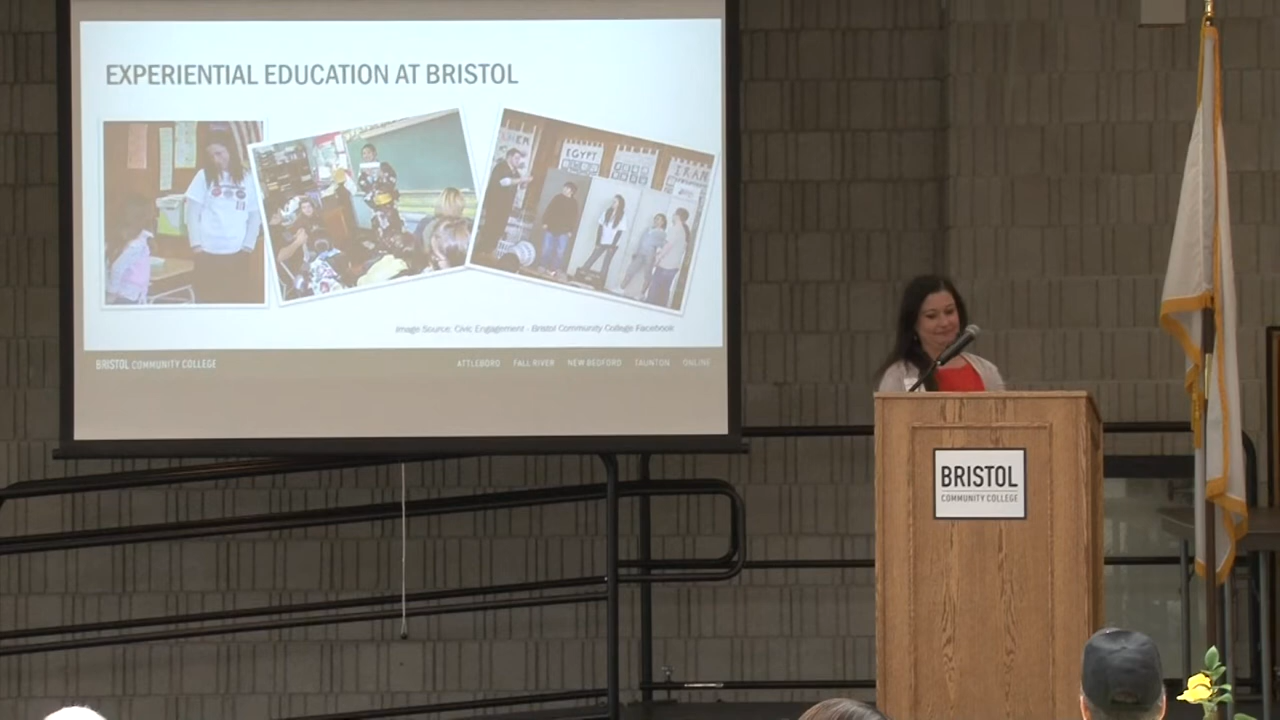 EXPERIENTIAL EDUCATION AT BRISTOL
EGYPT
IRAN
Image Source: Civic Engagement - Bristol Community College Facebook
BRISTOL COMMUNITY COLLEGE
ATTLEBORO FALL RIVER NEW BEDFORD TAUNTON ONLINE
BRISTOL
COMMUNITY COLLEGE